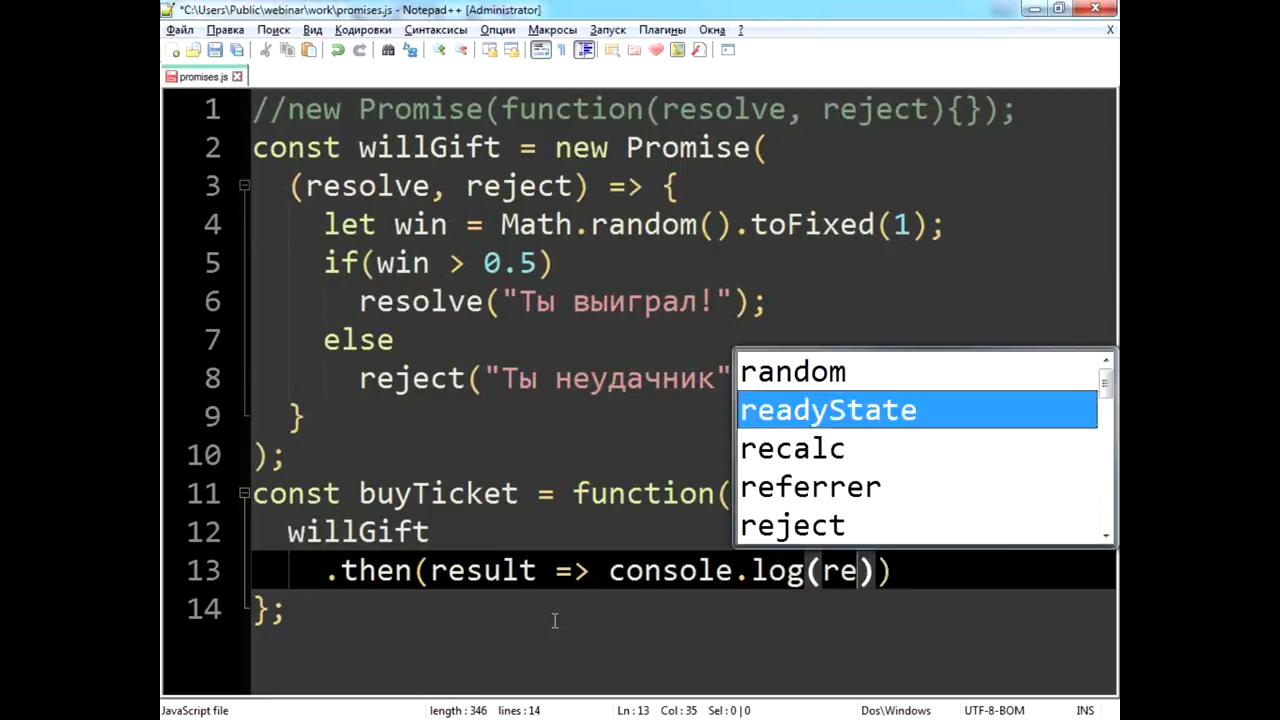 *C:\Users\Public\webinar\work\promises.js - Notepad++ [Administrator]
Файл Правка Поиск Вид Кодировки Синтаксисы Опции Макросы Запуск Плагины Окна ? X
promises.js
1 //new Promise(function(resolve, reject){});
2 const willGift = new Promise(
3 (resolve, reject) => {
4 let win = Math.random().toFixed(1);
5 if(win > 0.5)
6 resolve("Ты выиграл!");
7 else
8 reject("Ты неудачник"
9 }
10 );
11 const buyTicket = function(
12 willGift
13 .then(result => console.log(re))
14 };
random
readyState
recalc
referrer
reject
JavaScript file length : 346 lines : 14 Ln : 13 Col : 35 Sel : 0 | 0 Dos\Windows UTF-8-BOM INS